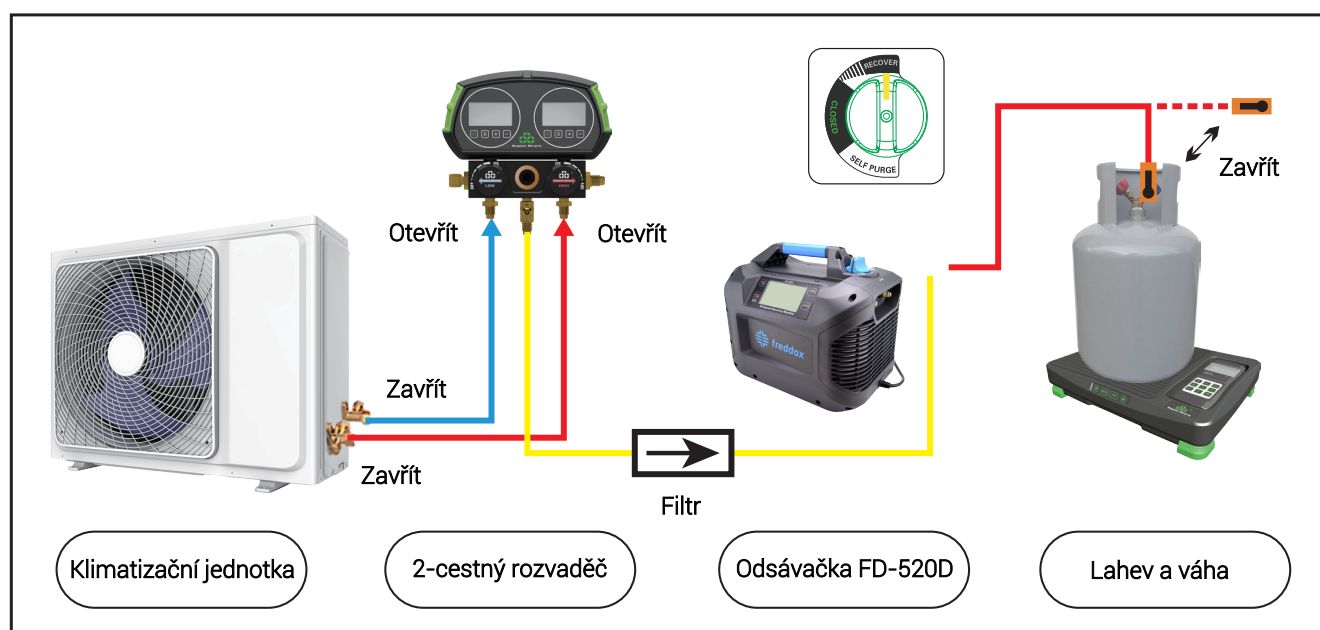 RECOVER
CLOSED
SELF PURGE
Zavřít
Otevřít
Otevřít
freddox
Zavřít
Zavřít
Filtr
Klimatizační jednotka
2-cestný rozvaděč
Odsávačka FD-520D
Lahev a váha